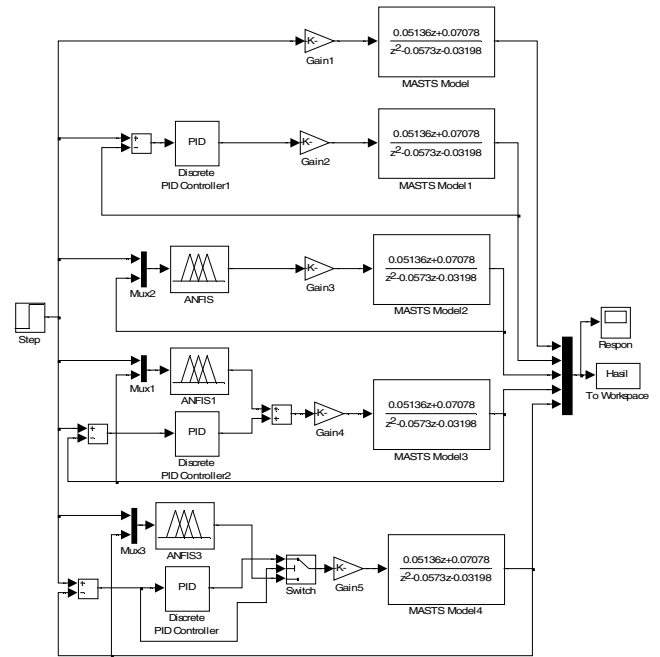 K-
Gain1
0.05136z+0.07078
z2-0.0573z-0.03198
MASTS Model
+
-
PID
Discrete
PID Controller1
K-
Gain2
0.05136z+0.07078
z2-0.0573z-0.03198
MASTS Model1
Mux2
ANFIS
K-
Gain3
0.05136z+0.07078
z2-0.0573z-0.03198
MASTS Model2
Step
Respon
Hasil
To Workspace
Mux1
ANFIS1
+
-
PID
Discrete
PID Controller2
+
+
K-
Gain4
0.05136z+0.07078
z2-0.0573z-0.03198
MASTS Model3
Mux3
ANFIS3
+
-
PID
Discrete
PID Controller
Switch
K-
Gain5
0.05136z+0.07078
z2-0.0573z-0.03198
MASTS Model4